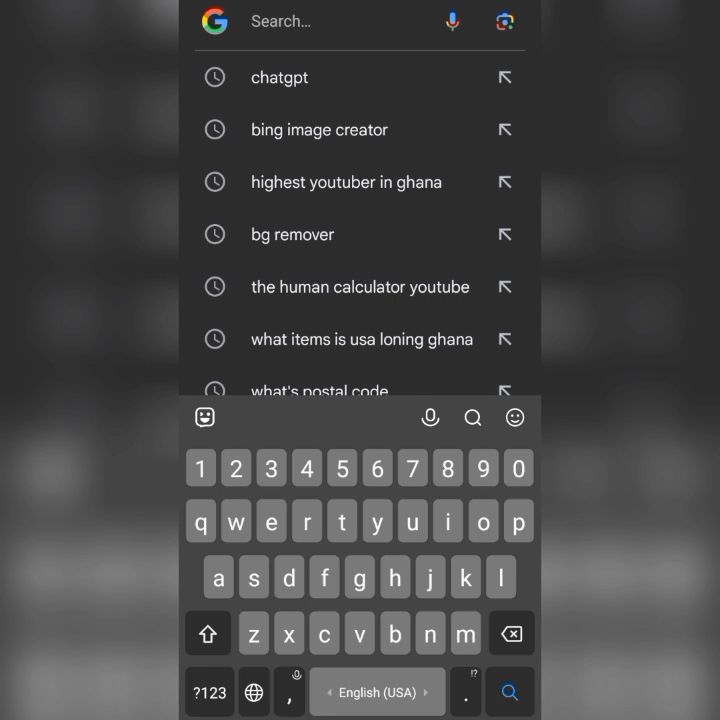 Search...
chatgpt
bing image creator
highest youtuber in ghana
bg remover
the human calculator youtube
what items is usa loning ghana
what's postal code
1 2 3 4 5 6 7 8 9 0
q w e r t y u i o p
a s d f g h j k l
z x c v b n m
!?
?123 , English (USA) .